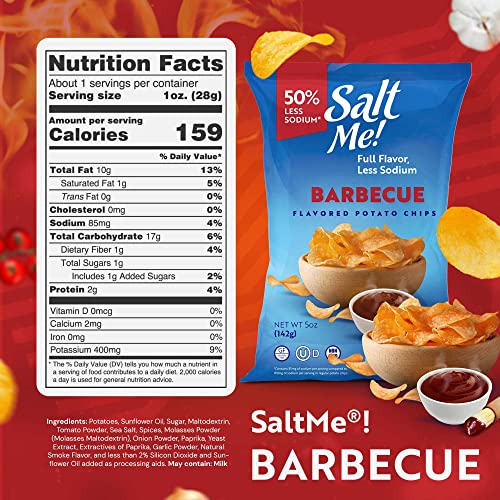 Nutrition Facts
About 1 servings per container
Serving size 1oz. (28g)
Amount per serving
Calories 159
% Daily Value*
Total Fat 10g 13%
Saturated Fat 1g 5%
Trans Fat 0g 0%
Cholesterol 0mg 0%
Sodium 85mg 4%
Total Carbohydrate 17g 6%
Dietary Fiber 1g 4%
Total Sugars 1g
Includes 1g Added Sugars 2%
Protein 2g 4%
Vitamin D 0mcg 0%
Calcium 2mg 0%
Iron 0mg 0%
Potassium 400mg 9%
* The % Daily Value (DV) tells you how much a nutrient in
a serving of food contributes to a daily diet. 2,000 calories
a day is used for general nutrition advice.
Ingredients: Potatoes, Sunflower Oil, Sugar, Maltodextrin,
Tomato Powder, Sea Salt, Spices, Molasses Powder
(Molasses Maltodextrin), Onion Powder, Paprika, Yeast
Extract, Extractives of Paprika, Garlic Powder, Natural
Smoke Flavor, and less than 2% Silicon Dioxide and Sun-
flower Oil added as processing aids. May contain: Milk
50%
LESS
SODIUM*
Salt
Me!
Full Flavor,
Less Sodium
BARBECUE
FLAVORED POTATO CHIPS
NET WT 5oz
(142g)
U D
SaltMe®!
BARBECUE